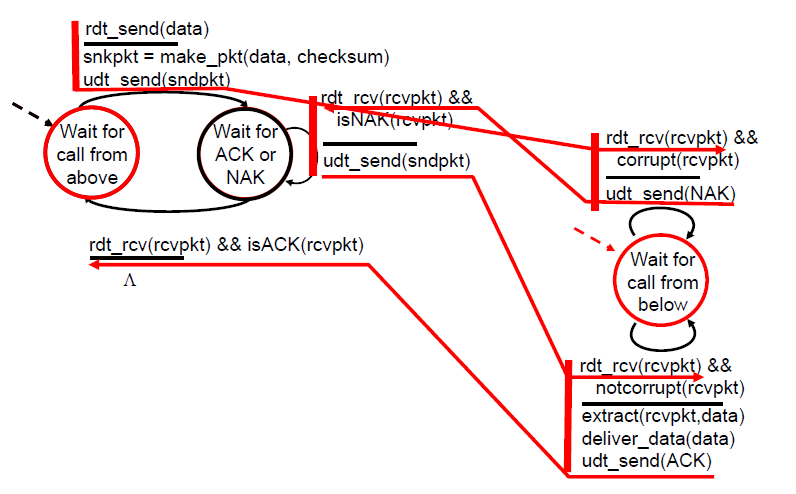 rdt_send(data)
snkpkt = make_pkt(data, checksum)
udt_send(sndpkt)
Wait for
call from
above
Wait for
ACK or
NAK
rdt_rcv(rcvpkt) &&
isNAK(rcvpkt)
udt_send(sndpkt)
rdt_rcv(rcvpkt) && isACK(rcvpkt)
Λ
rdt_rcv(rcvpkt) &&
corrupt(rcvpkt)
udt_send(NAK)
Wait for
call from
below
rdt_rcv(rcvpkt) &&
notcorrupt(rcvpkt)
extract(rcvpkt,data)
deliver_data(data)
udt_send(ACK)